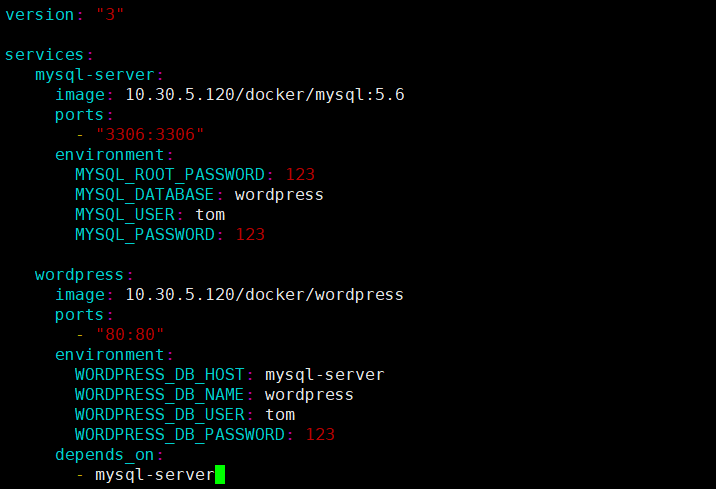 version: "3"

services:
   mysql-server:
     image: 10.30.5.120/docker/mysql:5.6
     ports:
       - "3306:3306"
     environment:
       MYSQL_ROOT_PASSWORD: 123
       MYSQL_DATABASE: wordpress
       MYSQL_USER: tom
       MYSQL_PASSWORD: 123

   wordpress:
     image: 10.30.5.120/docker/wordpress
     ports:
       - "80:80"
     environment:
       WORDPRESS_DB_HOST: mysql-server
       WORDPRESS_DB_NAME: wordpress
       WORDPRESS_DB_USER: tom
       WORDPRESS_DB_PASSWORD: 123
     depends_on:
       - mysql-server